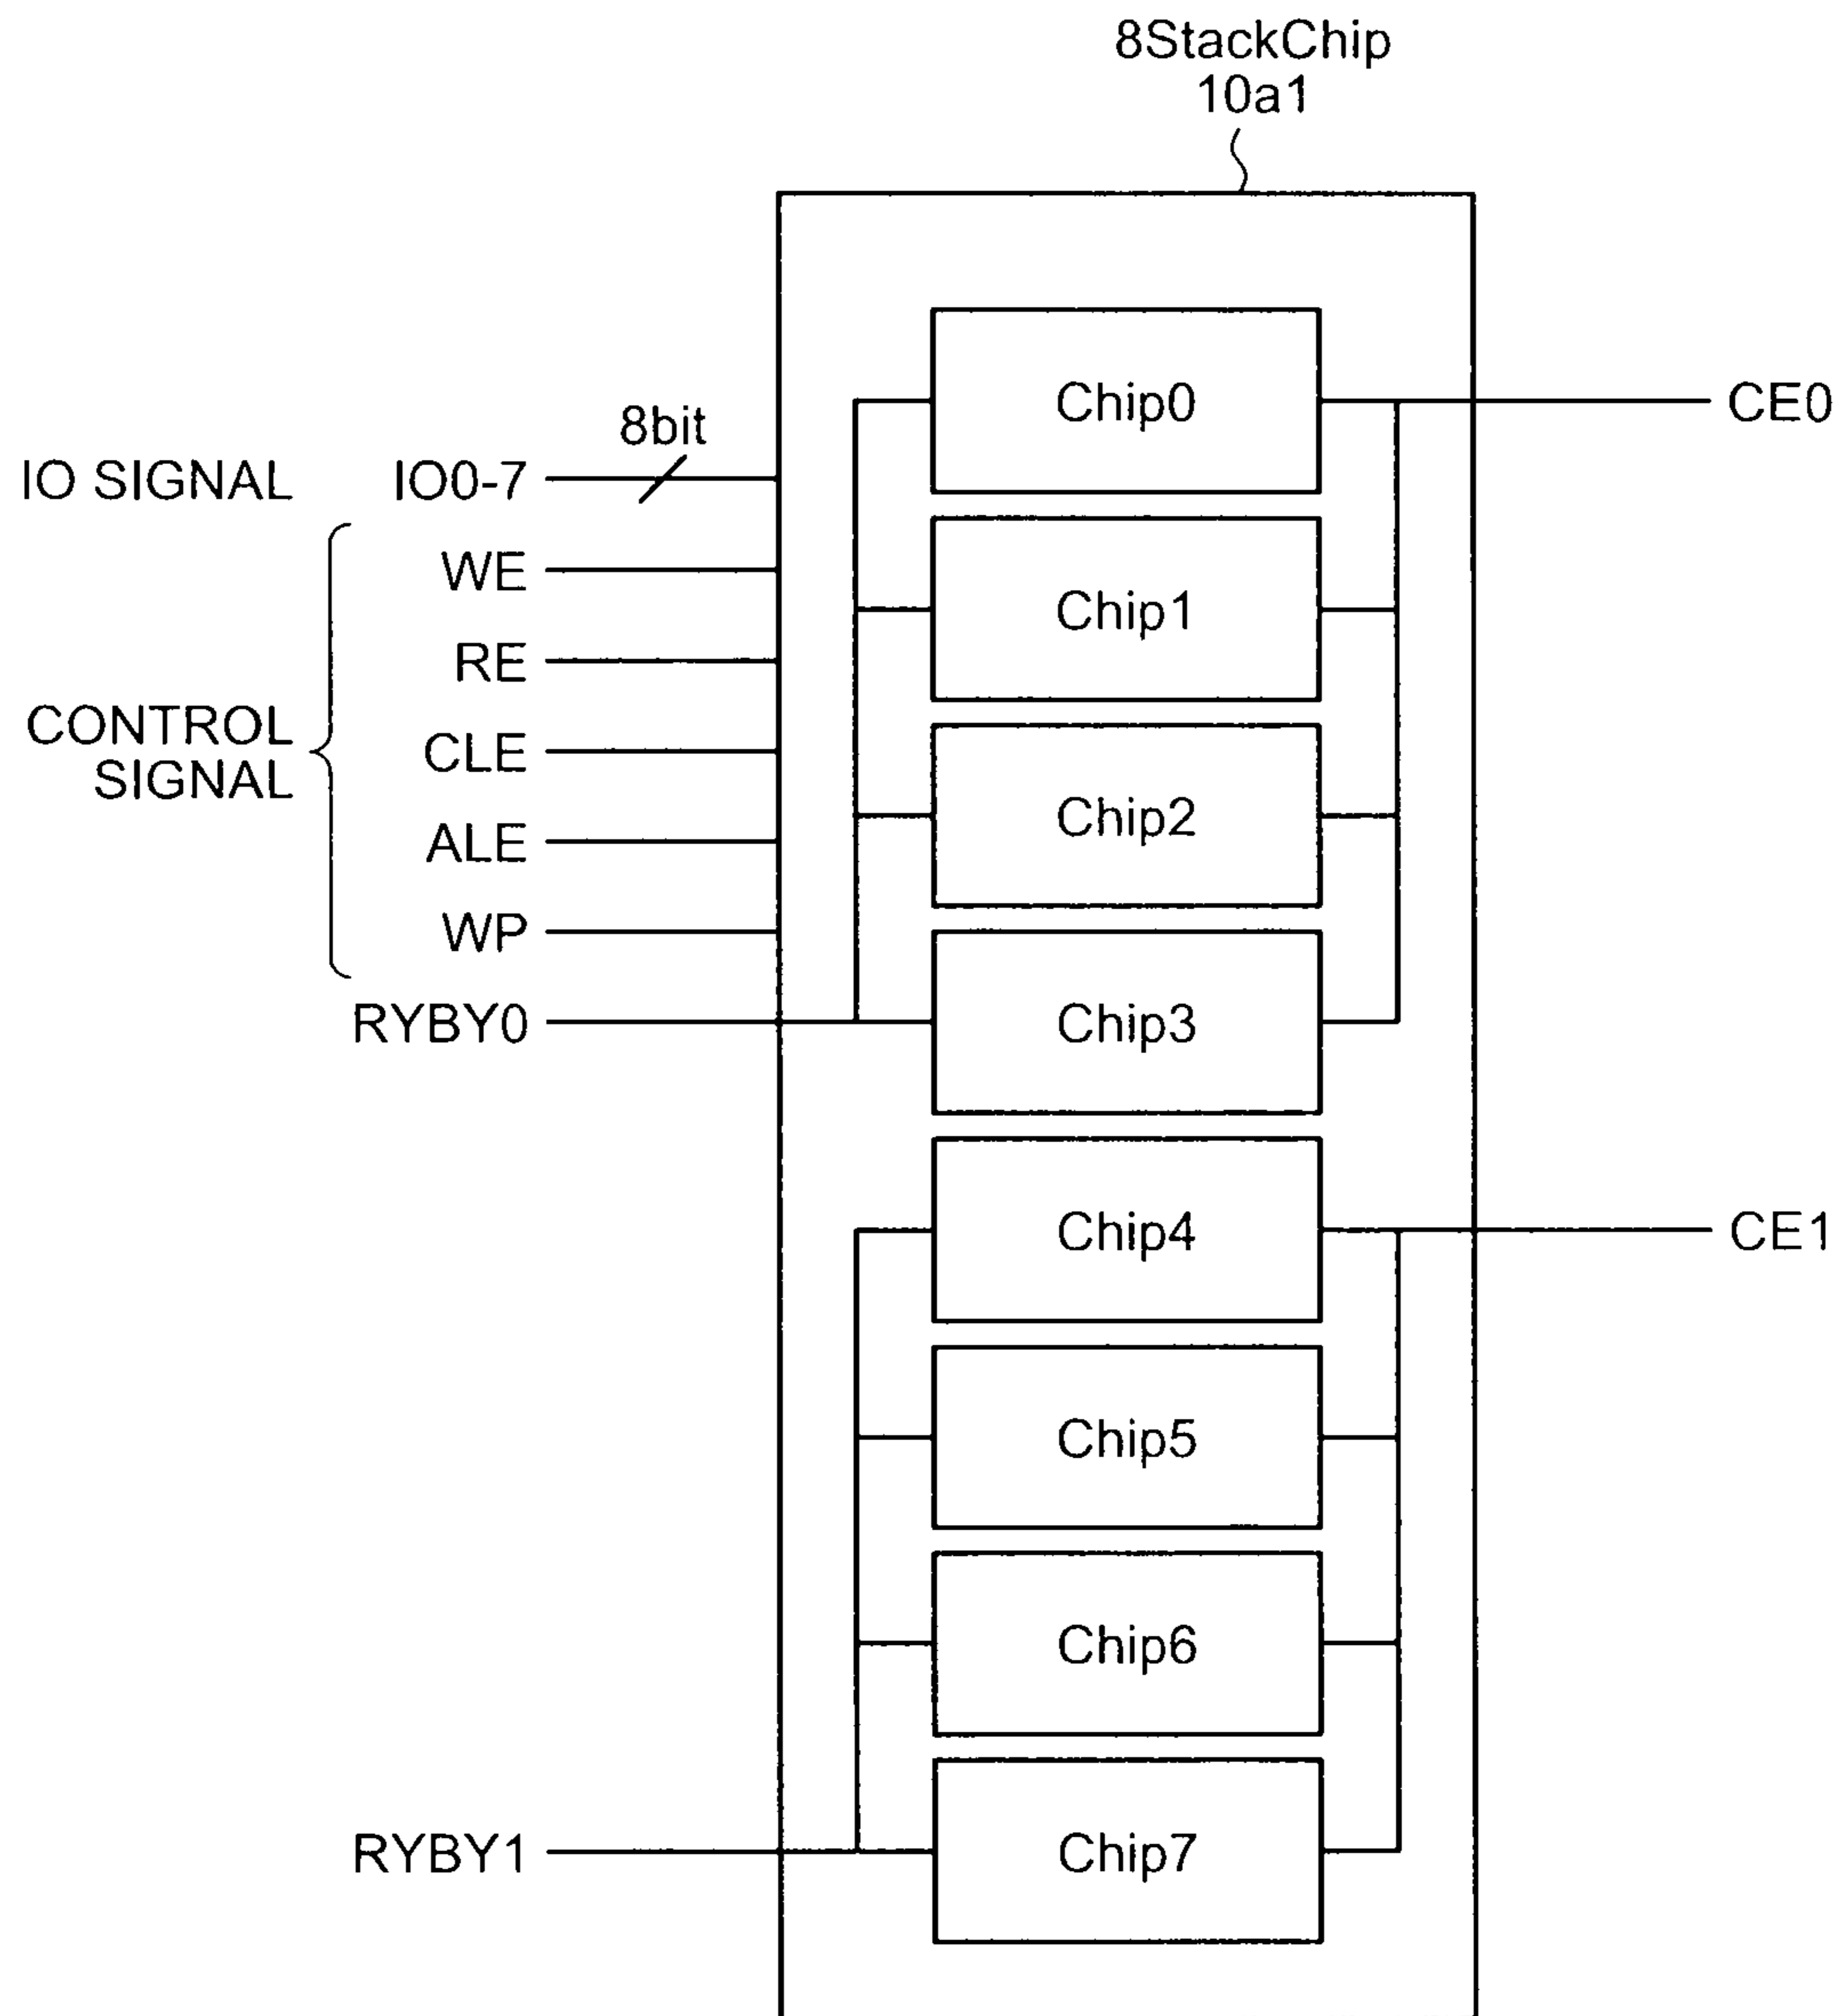 8StackChip
10a1
Chip0
CE0
8bit
IO SIGNAL IO0-7
WE
Chip1
RE
CONTROL
SIGNAL
CLE
Chip2
ALE
WP
RYBY0
Chip3
Chip4
CE1
Chip5
Chip6
RYBY1
Chip7